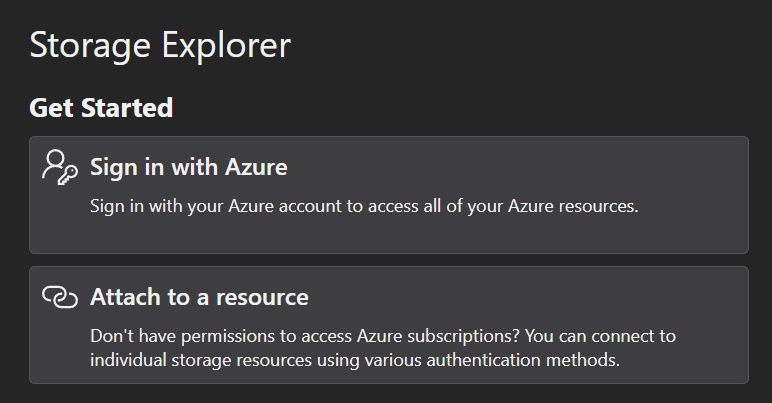 Storage Explorer
Get Started
Sign in with Azure
Sign in with your Azure account to access all of your Azure resources.
Attach to a resource
Don't have permissions to access Azure subscriptions? You can connect to
individual storage resources using various authentication methods.